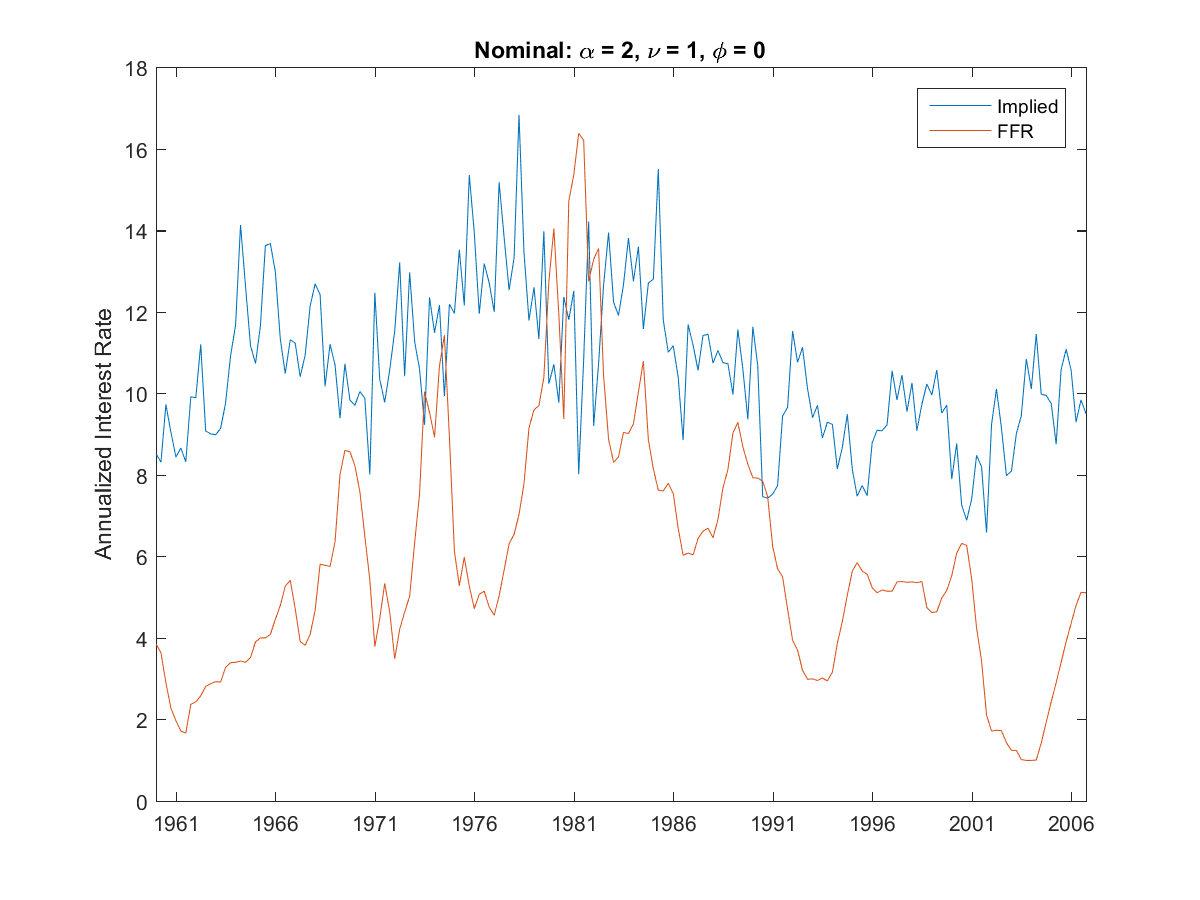 Nominal: α = 2, ν = 1, ϕ = 0
Implied
FFR
Annualized Interest Rate
18
16
14
12
10
8
6
4
2
0
1961 1966 1971 1976 1981 1986 1991 1996 2001 2006